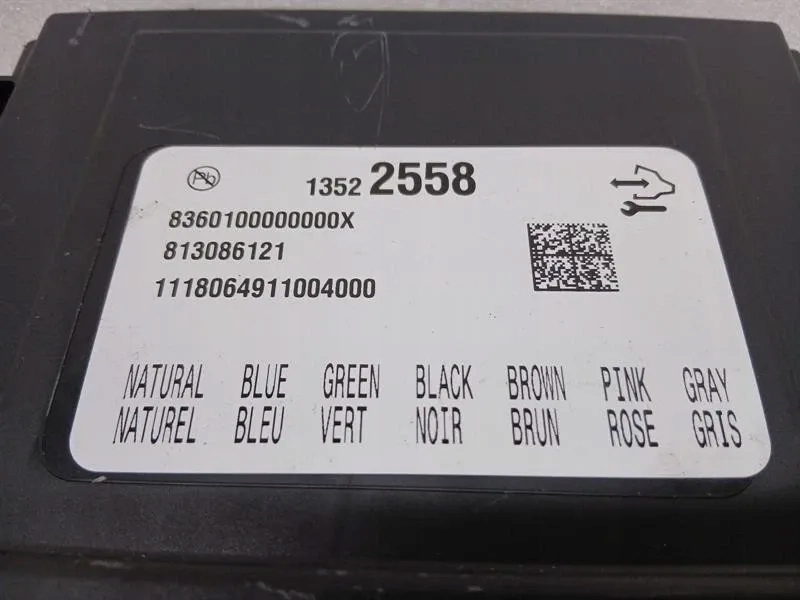 Pb
1352 2558
8360100000000X
813086121
1118064911004000
NATURAL BLUE GREEN BLACK BROWN PINK GRAY
NATUREL BLEU VERT NOIR BRUN ROSE GRIS